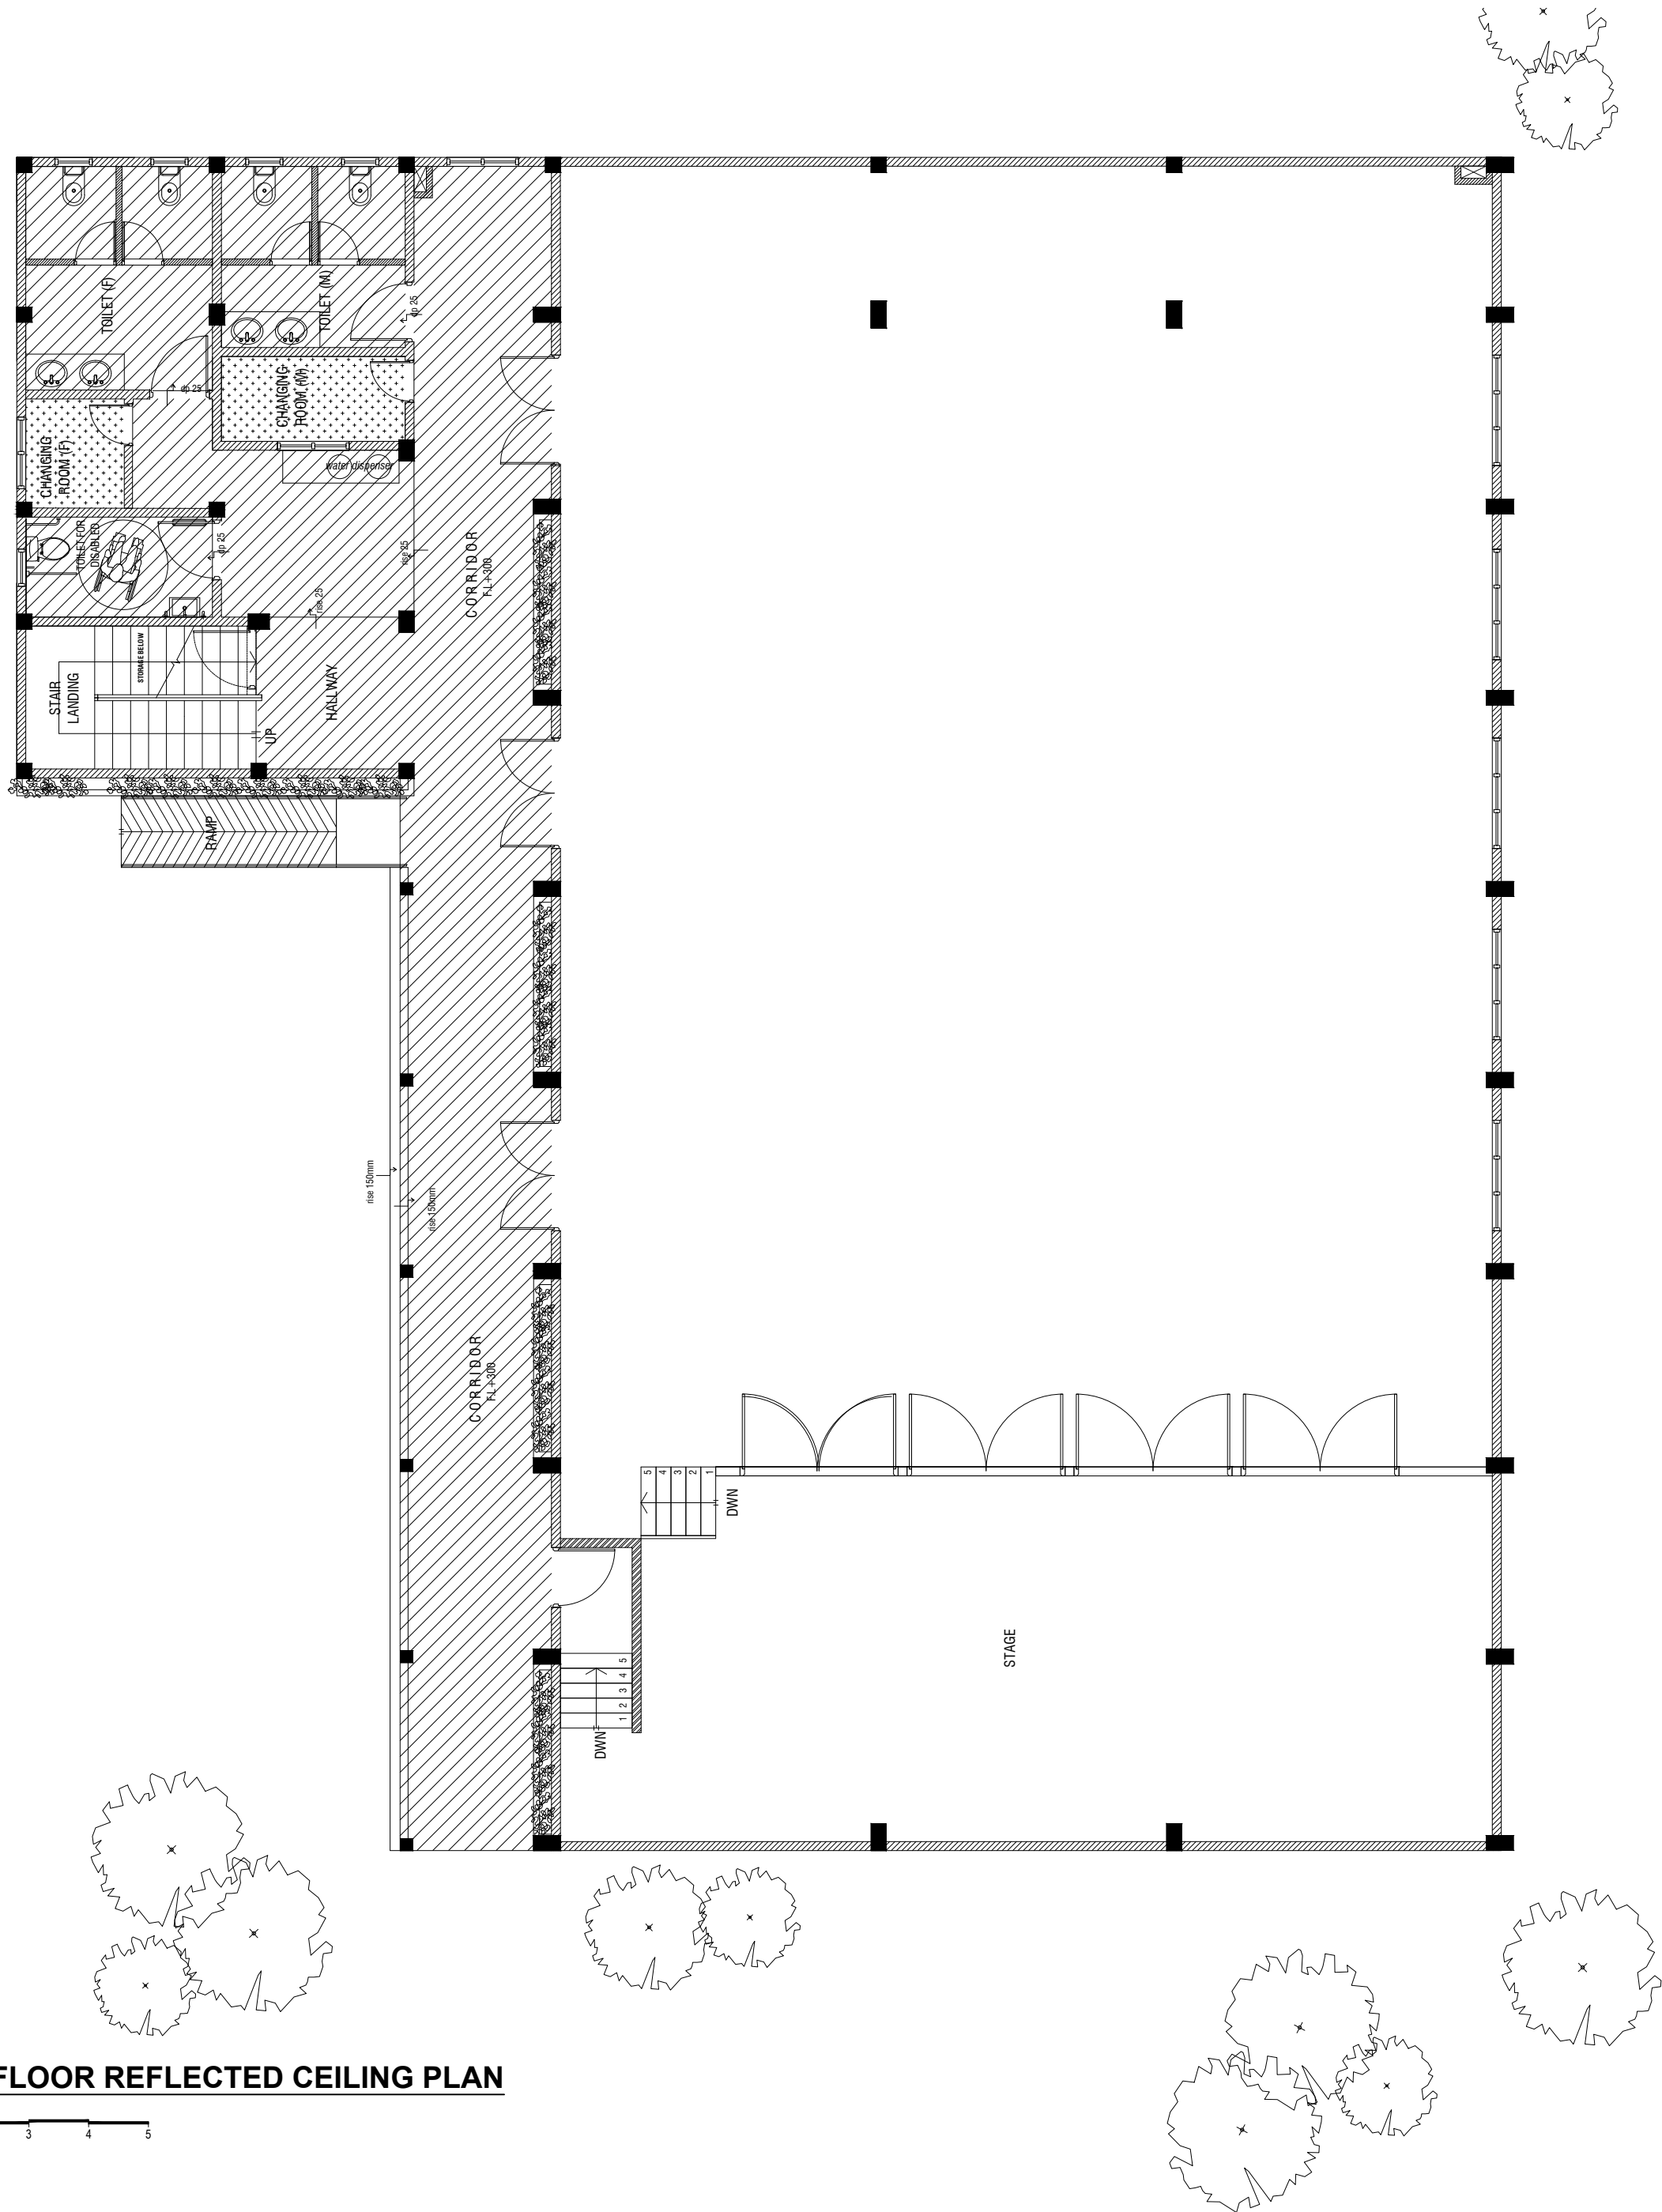 TOILET (F)
TOILET (M)
dp 25
dp 25
CHANGING
ROOM (M)
CHANGING
ROOM (F)
water dispenser
TOILET FOR
DISABLED
dp 25
rise 25
rise 25
CORRIDOR
F.L +300
STORAGE BELOW
STAIR
LANDING
HALLWAY
UP
RAMP
rise 150mm
rise 150mm
CORRIDOR
F.L +300
5
4
3
2
1
DWN
STAGE
5
4
3
2
1
DWN
FLOOR REFLECTED CEILING PLAN
3 4 5